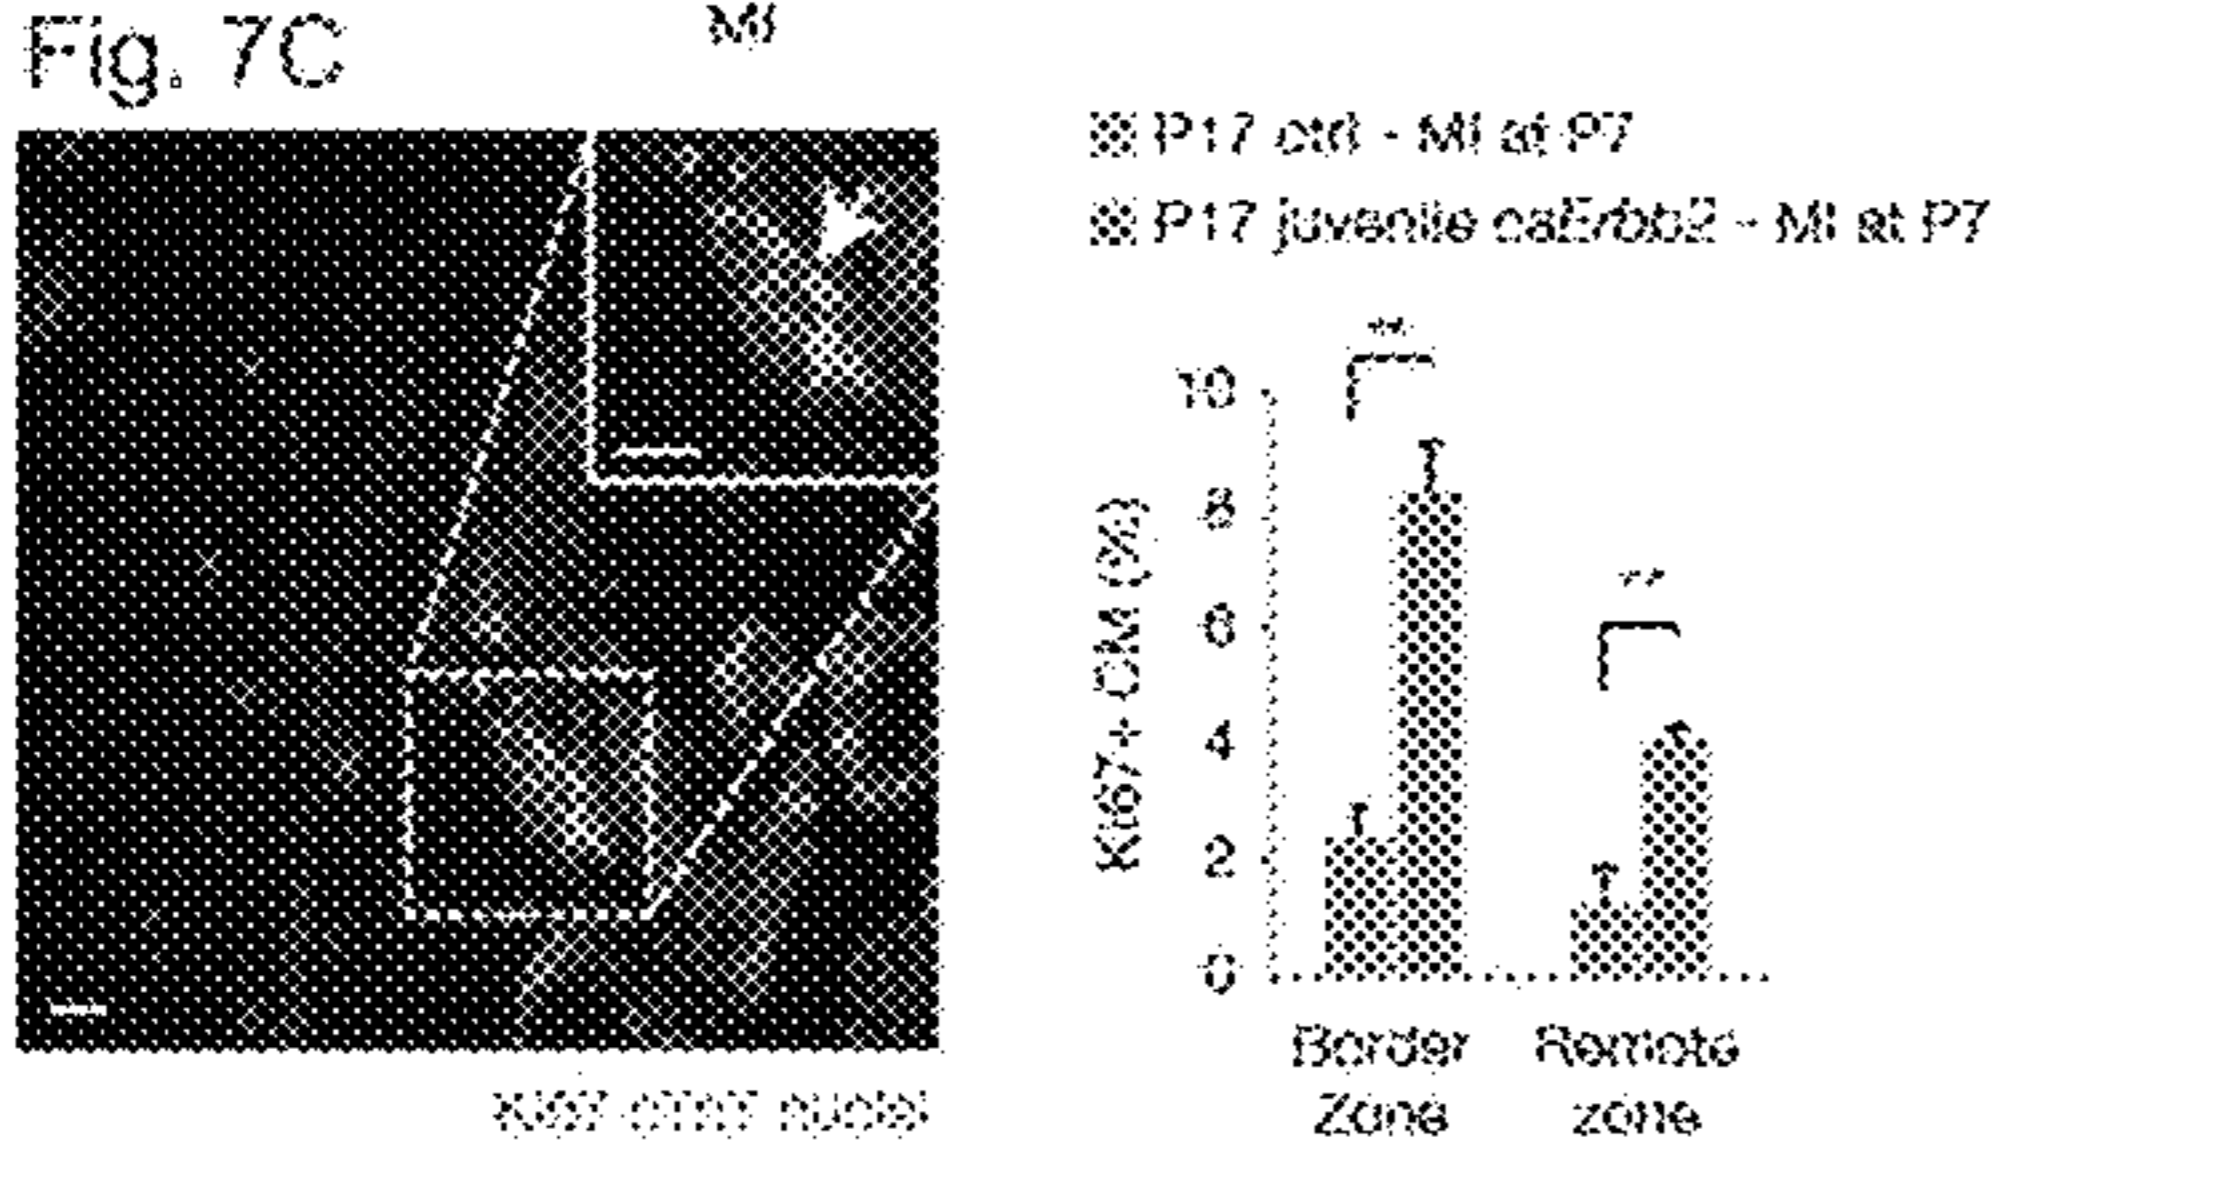 Fig. 7C
MI
P17 ctrl - MI at P7
P17 juvenile caErbb2 - MI at P7
**
10
8
**
6
4
2
0
Ki67+ CM (%)
Border Zone
Remote zone
Ki67 cTnT nuclei